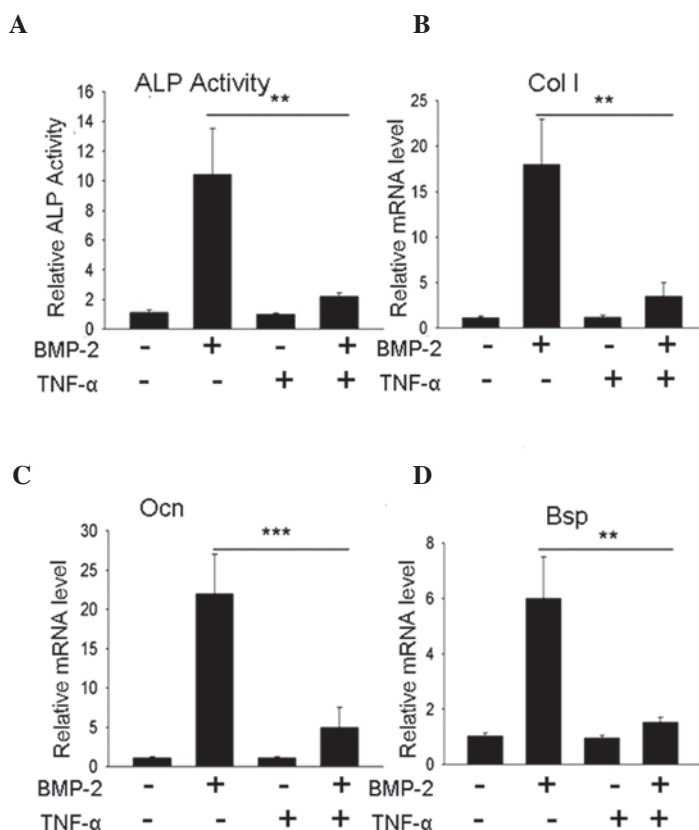 A
B
ALP Activity
Col I
**
**
Relative ALP Activity
16
14
12
10
8
6
4
2
0
Relative mRNA level
25
20
15
10
5
0
BMP-2 - + - +
TNF-α - - + +
BMP-2 - + - +
TNF-α - - + +
C
D
Ocn
Bsp
***
**
Relative mRNA level
30
25
20
15
10
5
0
Relative mRNA level
8
6
4
2
0
BMP-2 - + - +
TNF-α - - + +
BMP-2 - + - +
TNF-α - - + +